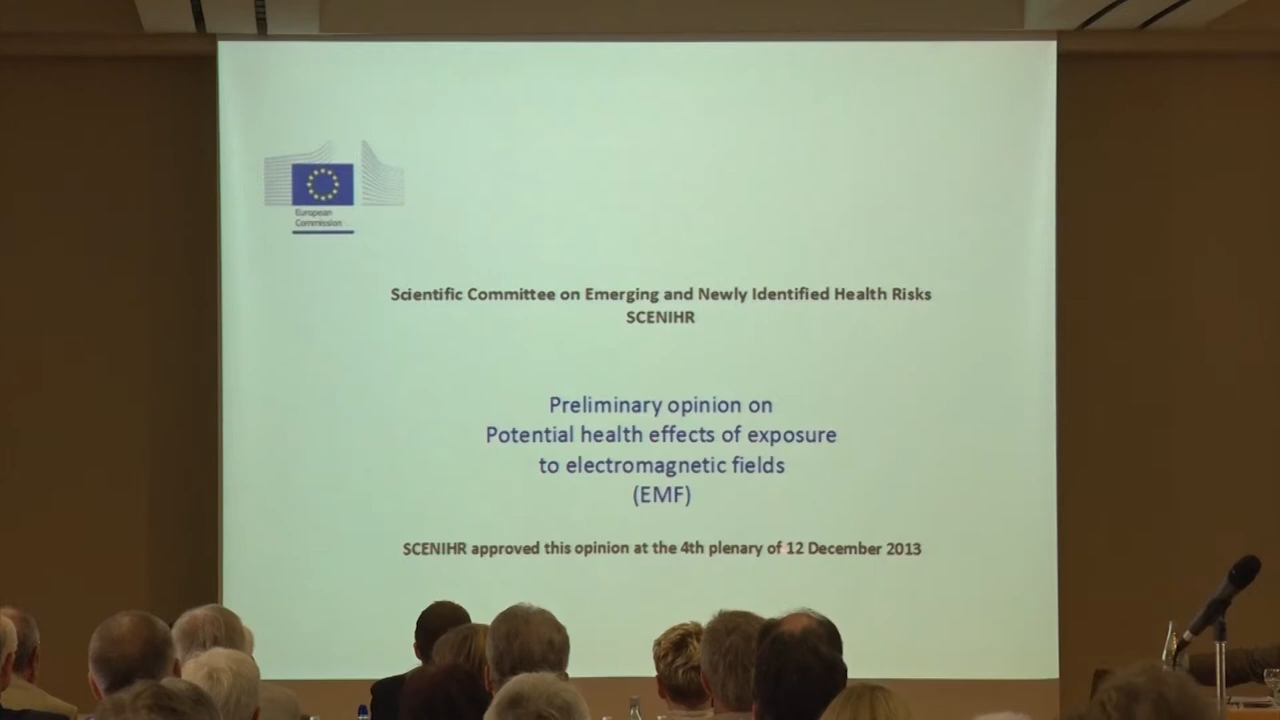 European
Commission
Scientific Committee on Emerging and Newly Identified Health Risks
SCENIHR
Preliminary opinion on
Potential health effects of exposure
to electromagnetic fields
(EMF)
SCENIHR approved this opinion at the 4th plenary of 12 December 2013